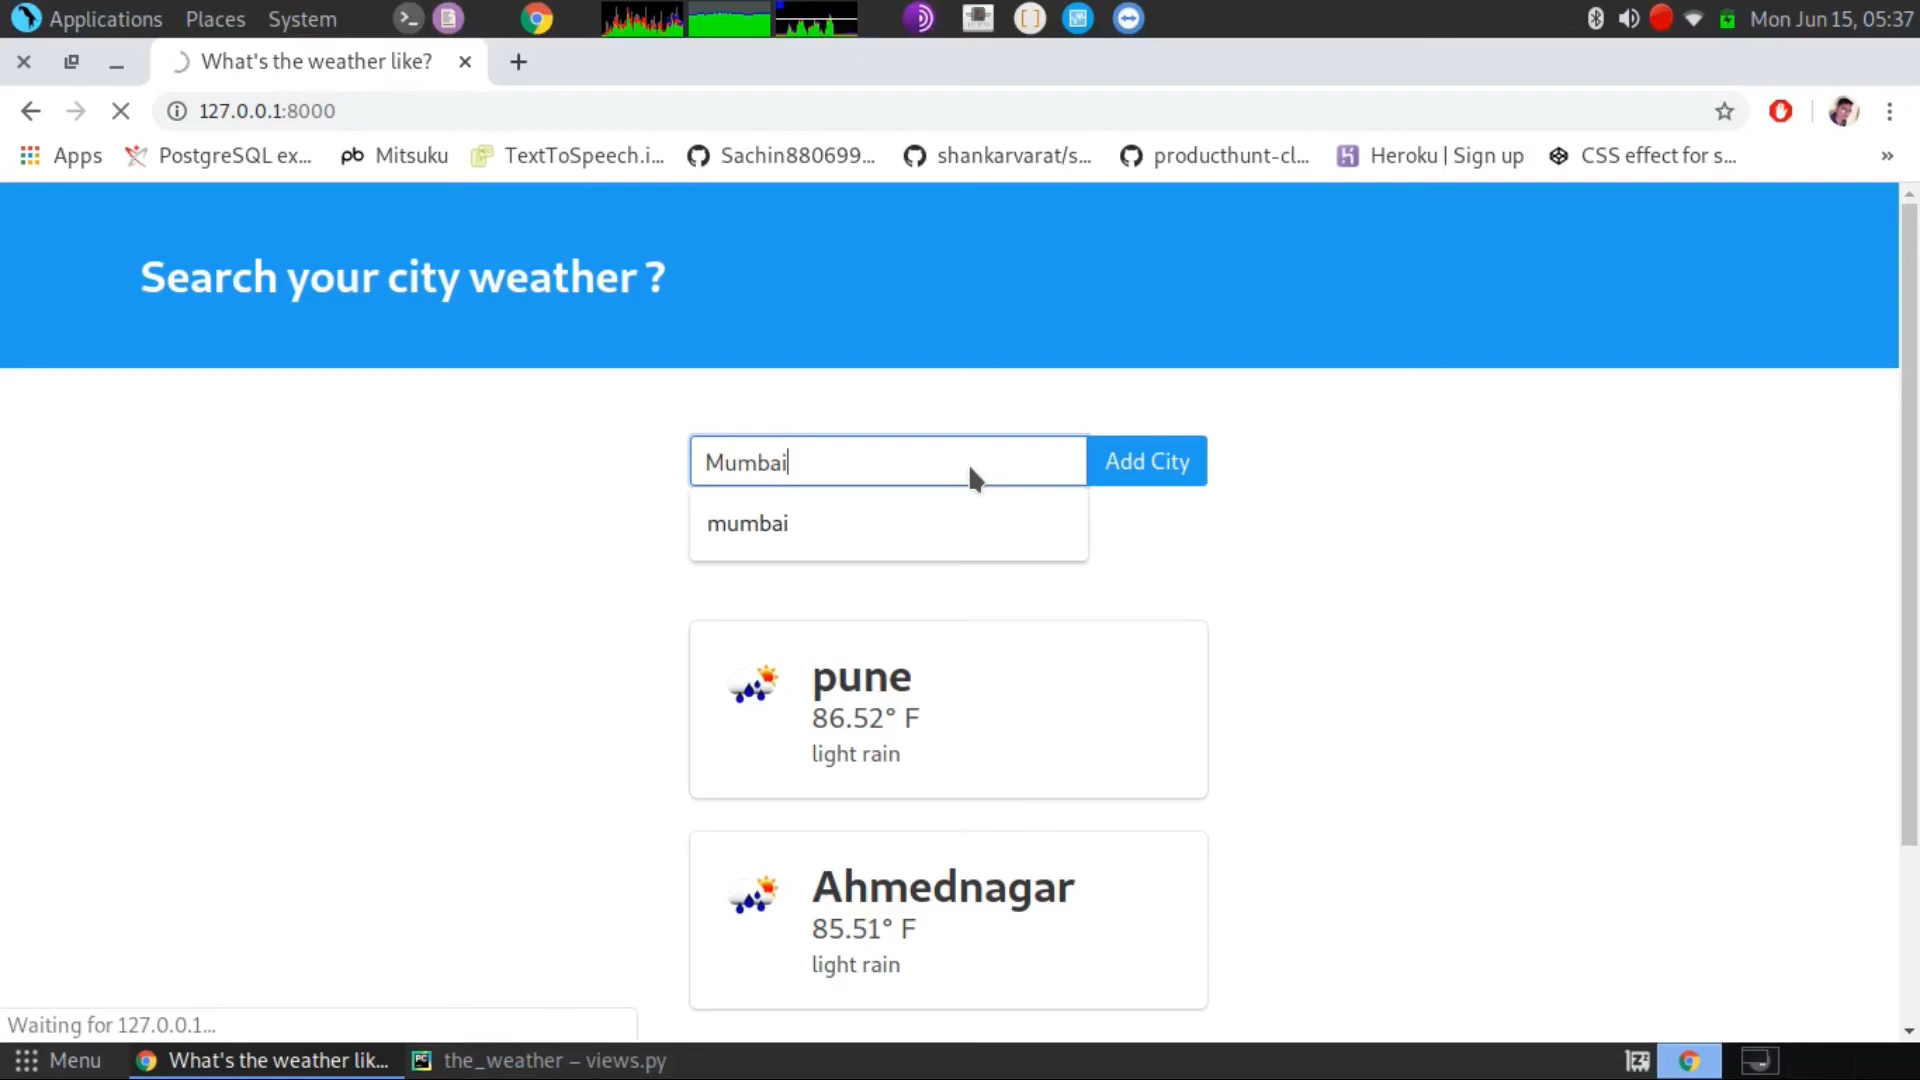 Applications Places System Mon Jun 15, 05:37
What's the weather like?
127.0.0.1:8000
Apps PostgreSQL ex... Mitsuku TextToSpeech.i... Sachin880699... shankarvarat/s... producthunt-cl... Heroku | Sign up CSS effect for s... »
Search your city weather ?
Mumbai Add City
mumbai
pune
86.52° F
light rain
Ahmednagar
85.51° F
light rain
Waiting for 127.0.0.1...
Menu What's the weather lik... the_weather – views.py